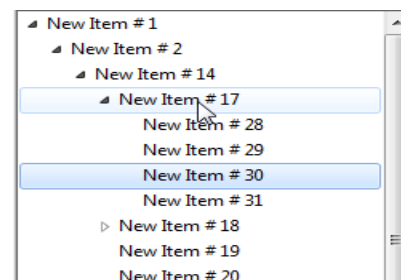 New Item # 1
New Item # 2
New Item # 14
New Item # 17
New Item # 28
New Item # 29
New Item # 30
New Item # 31
New Item # 18
New Item # 19
New Item # 20